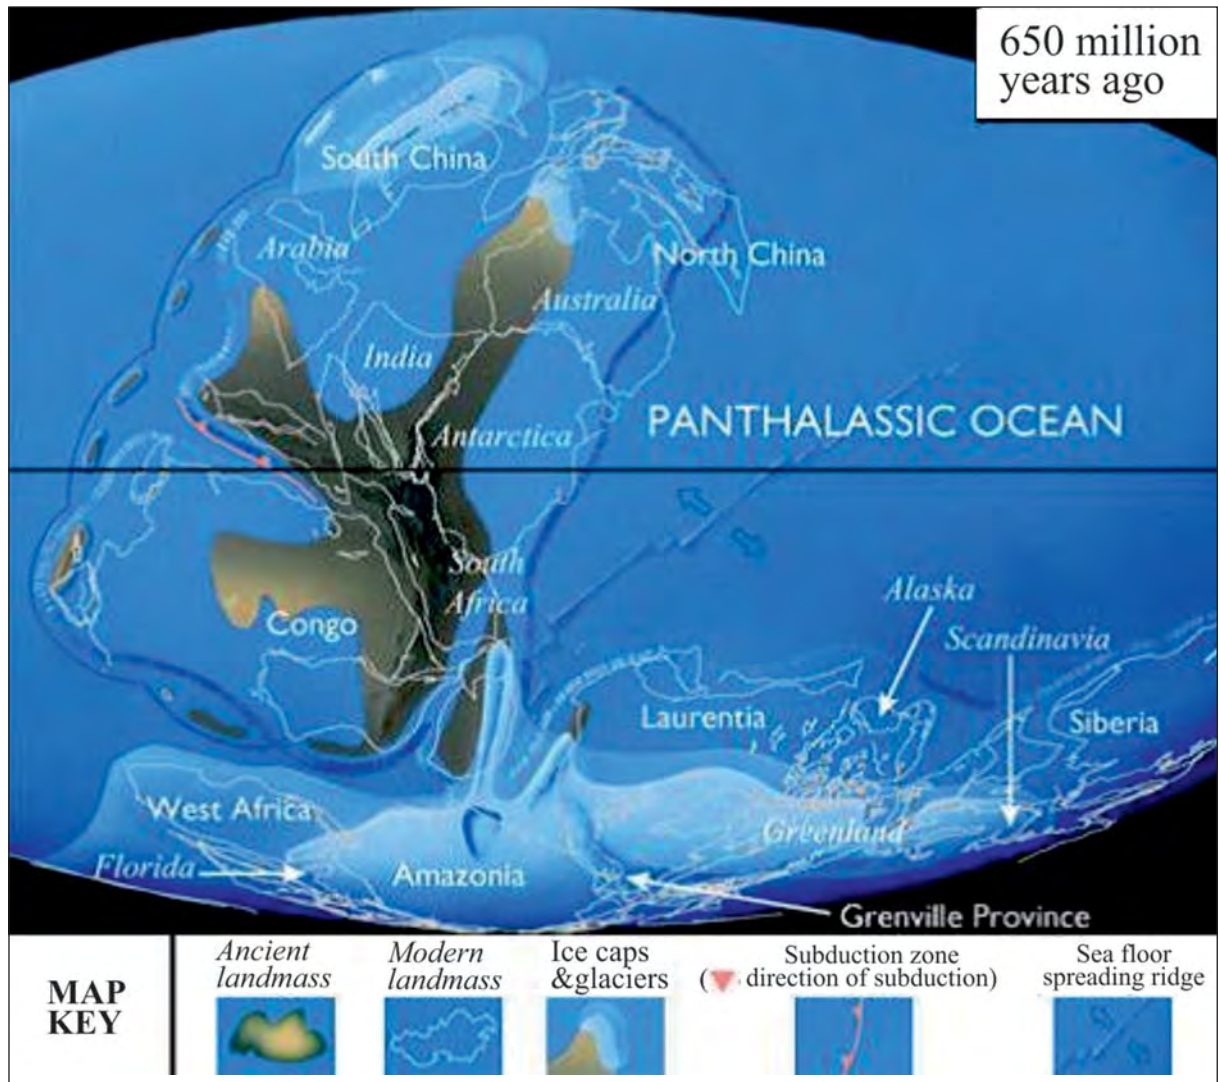 650 million
years ago
South China
Arabia
North China
Australia
India
PANTHALASSIC OCEAN
Antarctica
South
Africa
Alaska
Congo
Scandinavia
Laurentia
Siberia
West Africa
Greenland
Florida
Amazonia
Grenville Province
MAP
KEY
Ancient
landmass
Modern
landmass
Ice caps
&glaciers
Subduction zone
( direction of subduction)
Sea floor
spreading ridge